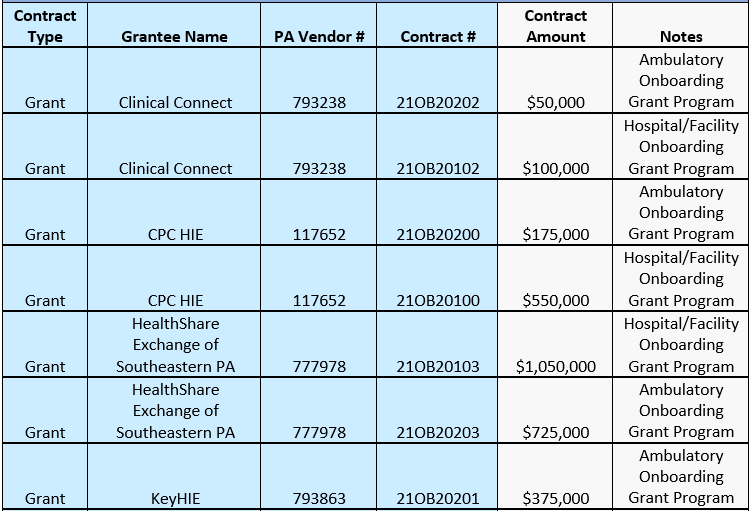 Contract Type | Grantee Name | PA Vendor # | Contract # | Contract Amount | Notes
Grant | Clinical Connect | 793238 | 21OB20202 | $50,000 | Ambulatory Onboarding Grant Program
Grant | Clinical Connect | 793238 | 21OB20102 | $100,000 | Hospital/Facility Onboarding Grant Program
Grant | CPC HIE | 117652 | 21OB20200 | $175,000 | Ambulatory Onboarding Grant Program
Grant | CPC HIE | 117652 | 21OB20100 | $550,000 | Hospital/Facility Onboarding Grant Program
Grant | HealthShare Exchange of Southeastern PA | 777978 | 21OB20103 | $1,050,000 | Hospital/Facility Onboarding Grant Program
Grant | HealthShare Exchange of Southeastern PA | 777978 | 21OB20203 | $725,000 | Ambulatory Onboarding Grant Program
Grant | KeyHIE | 793863 | 21OB20201 | $375,000 | Ambulatory Onboarding Grant Program